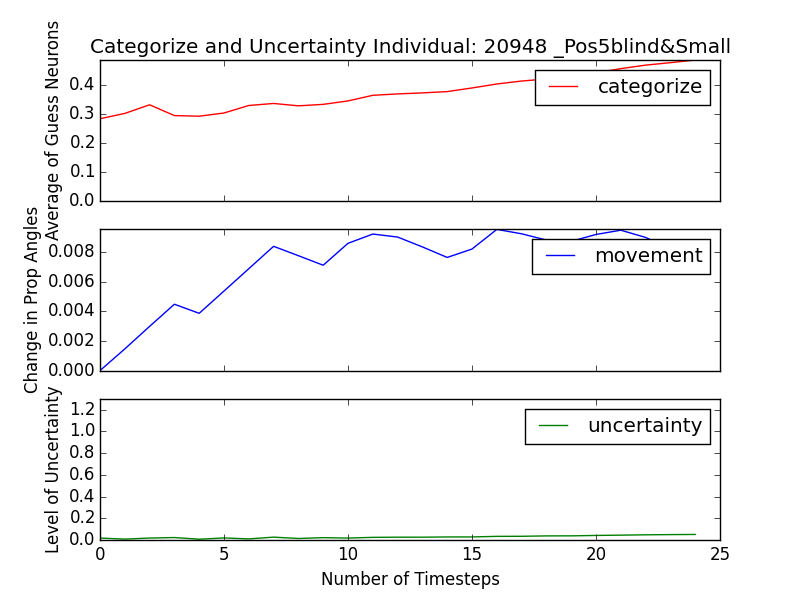 Categorize and Uncertainty Individual: 20948 _Pos5blind&Small
Average of Guess Neurons
0.4
0.3
0.2
0.1
0.0
categorize
Change in Prop Angles
0.008
0.006
0.004
0.002
0.000
movement
Level of Uncertainty
1.2
1.0
0.8
0.6
0.4
0.2
0.0
uncertainty
0 5 10 15 20 25
Number of Timesteps